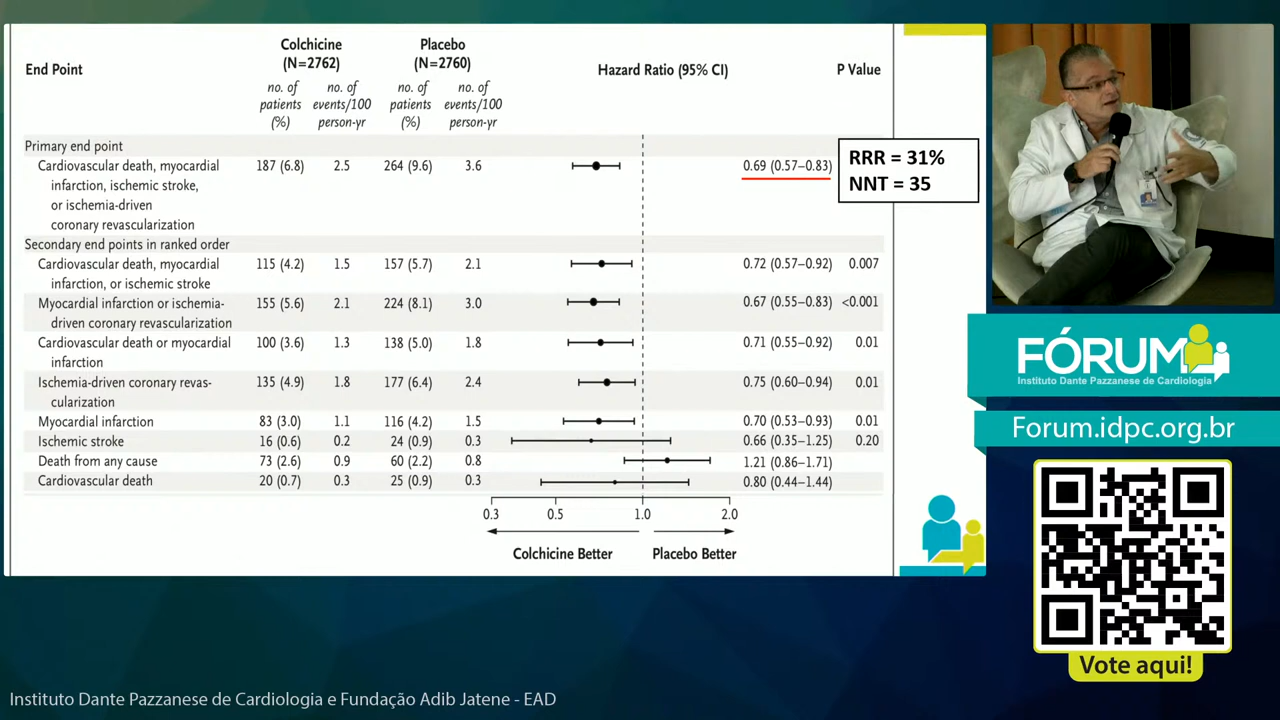 Colchicine
(N=2762)
Placebo
(N=2760)
End Point
Hazard Ratio (95% CI)
P Value
no. of
patients
(%)
no. of
events/100
person-yr
no. of
patients
(%)
no. of
events/100
person-yr
Primary end point
Cardiovascular death, myocardial 187 (6.8) 2.5 264 (9.6) 3.6 0.69 (0.57–0.83)
infarction, ischemic stroke,
or ischemia-driven
coronary revascularization
RRR = 31%
NNT = 35
Secondary end points in ranked order
Cardiovascular death, myocardial 115 (4.2) 1.5 157 (5.7) 2.1 0.72 (0.57–0.92) 0.007
infarction, or ischemic stroke
Myocardial infarction or ischemia- 155 (5.6) 2.1 224 (8.1) 3.0 0.67 (0.55–0.83) <0.001
driven coronary revascularization
Cardiovascular death or myocardial 100 (3.6) 1.3 138 (5.0) 1.8 0.71 (0.55–0.92) 0.01
infarction
Ischemia-driven coronary revas- 135 (4.9) 1.8 177 (6.4) 2.4 0.75 (0.60–0.94) 0.01
cularization
Myocardial infarction 83 (3.0) 1.1 116 (4.2) 1.5 0.70 (0.53–0.93) 0.01
Ischemic stroke 16 (0.6) 0.2 24 (0.9) 0.3 0.66 (0.35–1.25) 0.20
Death from any cause 73 (2.6) 0.9 60 (2.2) 0.8 1.21 (0.86–1.71)
Cardiovascular death 20 (0.7) 0.3 25 (0.9) 0.3 0.80 (0.44–1.44)
0.3 0.5 1.0 2.0
Colchicine Better Placebo Better
FÓRUM
Instituto Dante Pazzanese de Cardiologia
Forum.idpc.org.br
Vote aqui!
Instituto Dante Pazzanese de Cardiologia e Fundação Adib Jatene - EAD